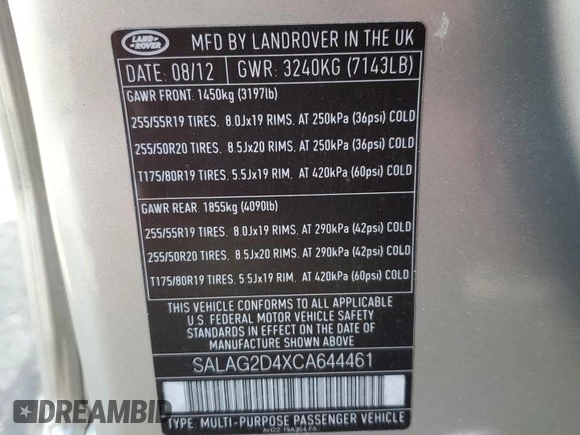 LAND-
ROVER
MFD BY LANDROVER IN THE UK
DATE: 08/12
GWR: 3240KG (7143LB)
GAWR FRONT: 1450kg (3197lb)
255/55R19 TIRES. 8.0Jx19 RIMS. AT 250kPa (36psi) COLD
255/50R20 TIRES. 8.5Jx20 RIMS. AT 250kPa (36psi) COLD
T175/80R19 TIRES. 5.5Jx19 RIM. AT 420kPa (60psi) COLD
GAWR REAR: 1855kg (4090lb)
255/55R19 TIRES. 8.0Jx19 RIMS. AT 290kPa (42psi) COLD
255/50R20 TIRES. 8.5Jx20 RIMS. AT 290kPa (42psi) COLD
T175/80R19 TIRES. 5.5Jx19 RIM. AT 420kPa (60psi) COLD
THIS VEHICLE CONFORMS TO ALL APPLICABLE
U.S. FEDERAL MOTOR VEHICLE SAFETY
STANDARDS IN EFFECT ON THE DATE OF
MANUFACTURE SHOWN ABOVE.
SALAG2D4XCA644461
TYPE: MULTI-PURPOSE PASSENGER VEHICLE
DREAMBID